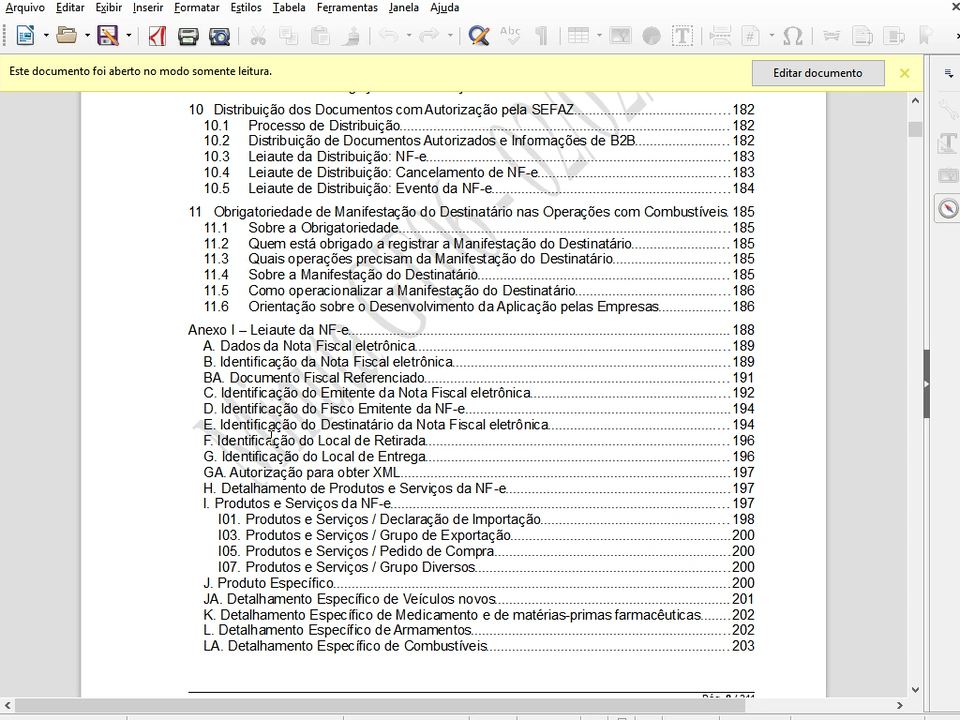 Arquivo Editar Exibir Inserir Formatar Estilos Tabela Ferramentas Janela Ajuda
Este documento foi aberto no modo somente leitura. Editar documento
10 Distribuição dos Documentos com Autorização pela SEFAZ 182
10.1 Processo de Distribuição 182
10.2 Distribuição de Documentos Autorizados e Informações de B2B 182
10.3 Leiaute da Distribuição: NF-e 183
10.4 Leiaute de Distribuição: Cancelamento de NF-e 183
10.5 Leiaute de Distribuição: Evento da NF-e 184
11 Obrigatoriedade de Manifestação do Destinatário nas Operações com Combustíveis. 185
11.1 Sobre a Obrigatoriedade 185
11.2 Quem está obrigado a registrar a Manifestação do Destinatário 185
11.3 Quais operações precisam da Manifestação do Destinatário 185
11.4 Sobre a Manifestação do Destinatário 185
11.5 Como operacionalizar a Manifestação do Destinatário 186
11.6 Orientação sobre o Desenvolvimento da Aplicação pelas Empresas 186
Anexo I – Leiaute da NF-e 188
A. Dados da Nota Fiscal eletrônica 189
B. Identificação da Nota Fiscal eletrônica 189
BA. Documento Fiscal Referenciado 191
C. Identificação do Emitente da Nota Fiscal eletrônica 192
D. Identificação do Fisco Emitente da NF-e 194
E. Identificação do Destinatário da Nota Fiscal eletrônica 194
F. Identificação do Local de Retirada 196
G. Identificação do Local de Entrega 196
GA. Autorização para obter XML 197
H. Detalhamento de Produtos e Serviços da NF-e 197
I. Produtos e Serviços da NF-e 197
I01. Produtos e Serviços / Declaração de Importação 198
I03. Produtos e Serviços / Grupo de Exportação 200
I05. Produtos e Serviços / Pedido de Compra 200
I07. Produtos e Serviços / Grupo Diversos 200
J. Produto Específico 200
JA. Detalhamento Específico de Veículos novos 201
K. Detalhamento Específico de Medicamento e de matérias-primas farmacêuticas 202
L. Detalhamento Específico de Armamentos 202
LA. Detalhamento Específico de Combustíveis 203